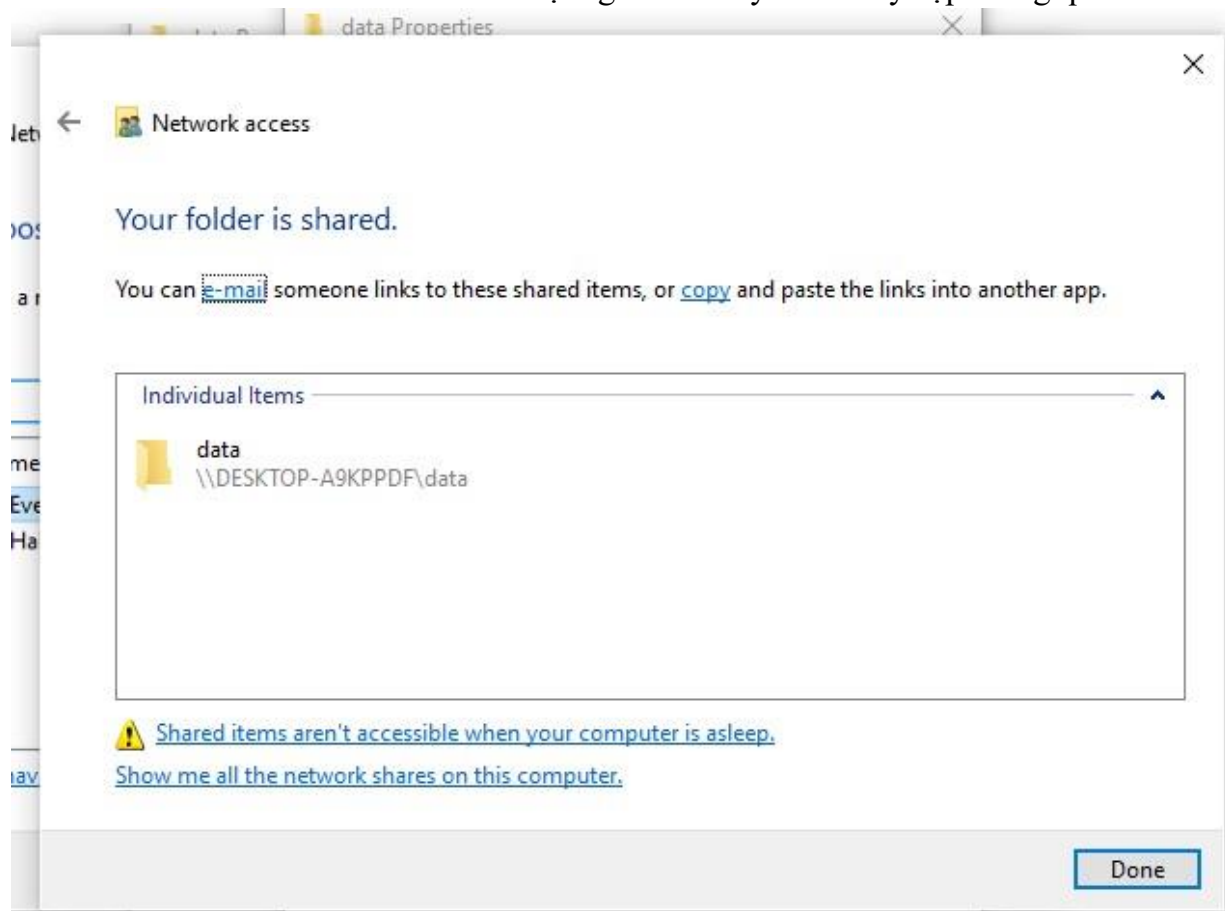 data Properties
Network access
Your folder is shared.
You can e-mail someone links to these shared items, or copy and paste the links into another app.
Individual Items
data
\\DESKTOP-A9KPPDF\data
Shared items aren't accessible when your computer is asleep.
Show me all the network shares on this computer.
Done